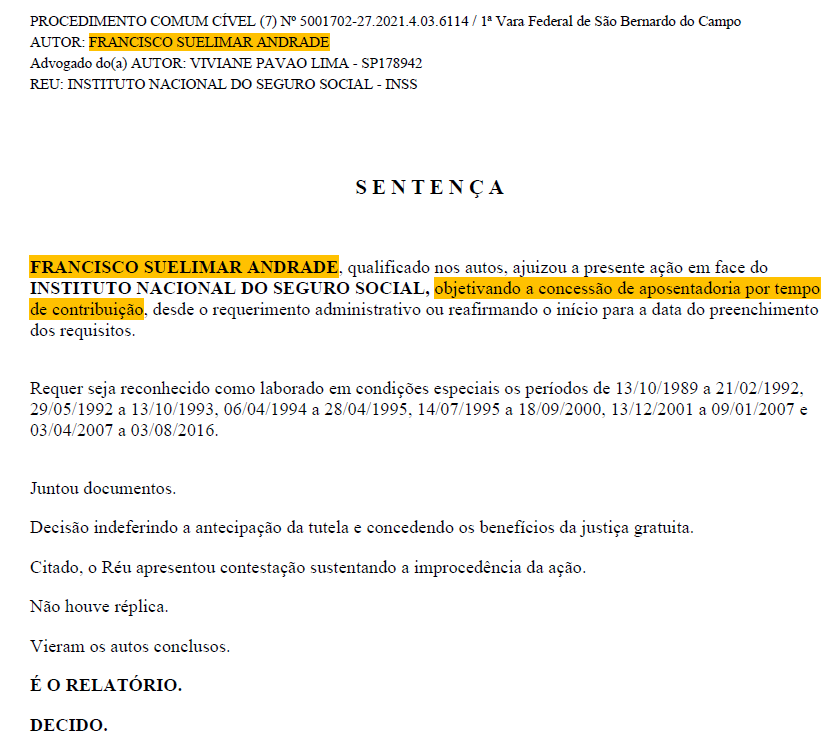 PROCEDIMENTO COMUM CÍVEL (7) Nº 5001702-27.2021.4.03.6114 / 1ª Vara Federal de São Bernardo do Campo
AUTOR: FRANCISCO SUELIMAR ANDRADE
Advogado do(a) AUTOR: VIVIANE PAVAO LIMA - SP178942
REU: INSTITUTO NACIONAL DO SEGURO SOCIAL - INSS
S E N T E N Ç A
FRANCISCO SUELIMAR ANDRADE, qualificado nos autos, ajuizou a presente ação em face do
INSTITUTO NACIONAL DO SEGURO SOCIAL, objetivando a concessão de aposentadoria por tempo
de contribuição, desde o requerimento administrativo ou reafirmando o início para a data do preenchimento
dos requisitos.
Requer seja reconhecido como laborado em condições especiais os períodos de 13/10/1989 a 21/02/1992,
29/05/1992 a 13/10/1993, 06/04/1994 a 28/04/1995, 14/07/1995 a 18/09/2000, 13/12/2001 a 09/01/2007 e
03/04/2007 a 03/08/2016.
Juntou documentos.
Decisão indeferindo a antecipação da tutela e concedendo os benefícios da justiça gratuita.
Citado, o Réu apresentou contestação sustentando a improcedência da ação.
Não houve réplica.
Vieram os autos conclusos.
É O RELATÓRIO.
DECIDO.